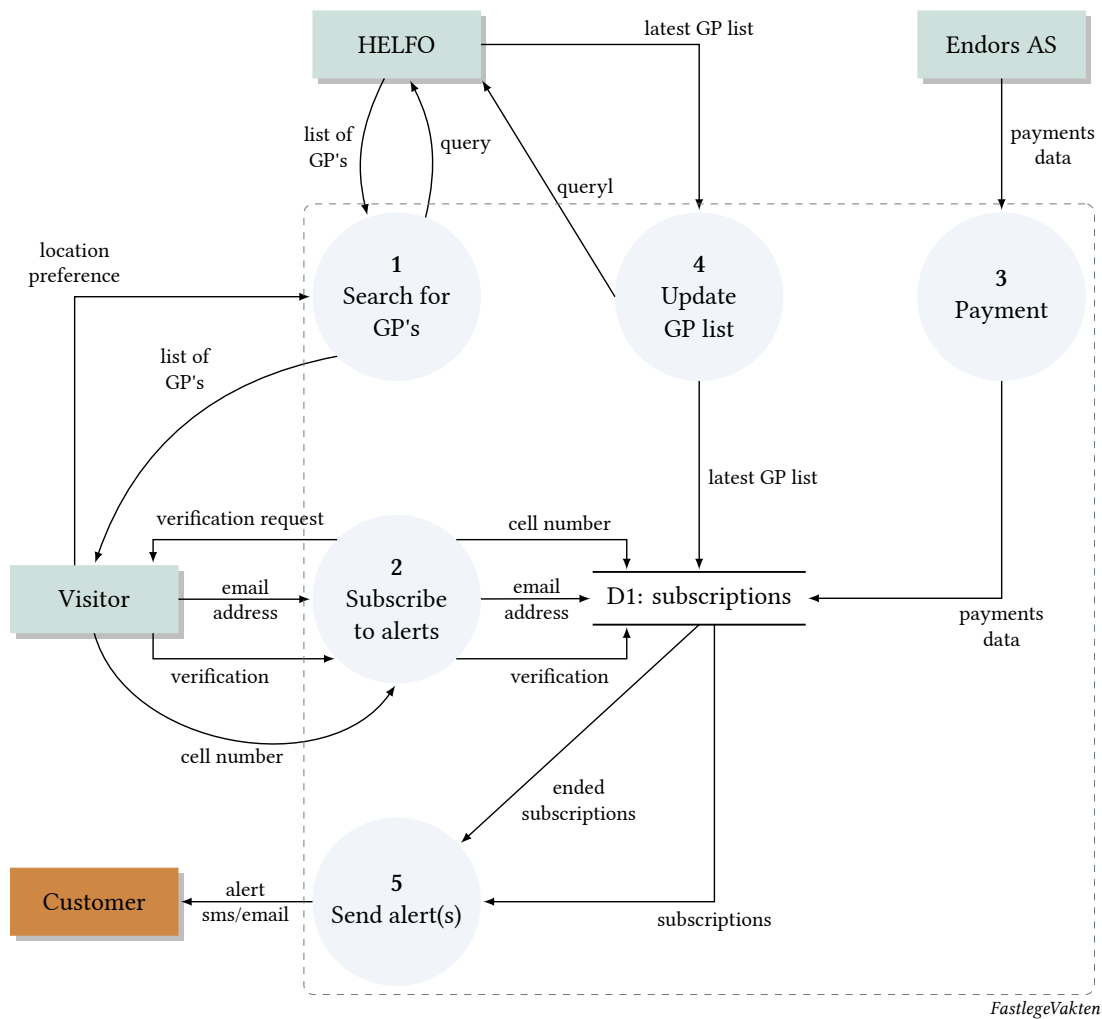 HELFO
latest GP list
Endors AS
list of
GP's
query
payments
data
queryl
location
preference
1
Search for
GP's
4
Update
GP list
3
Payment
list of
GP's
latest GP list
verification request
cell number
2
Subscribe
to alerts
Visitor
email
address
email
address
D1: subscriptions
payments
data
verification
verification
cell number
ended
subscriptions
5
Send alert(s)
Customer
alert
sms/email
subscriptions
FastlegeVakten